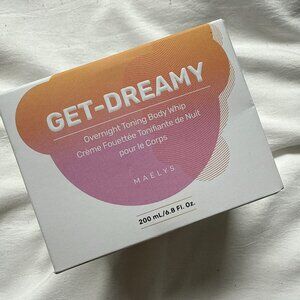 GET-DREAMY
Overnight Toning Body Whip
Crème Fouettée Tonifiante de Nuit
pour le Corps
MAËLYS
200 mL/6.8 Fl. Oz.